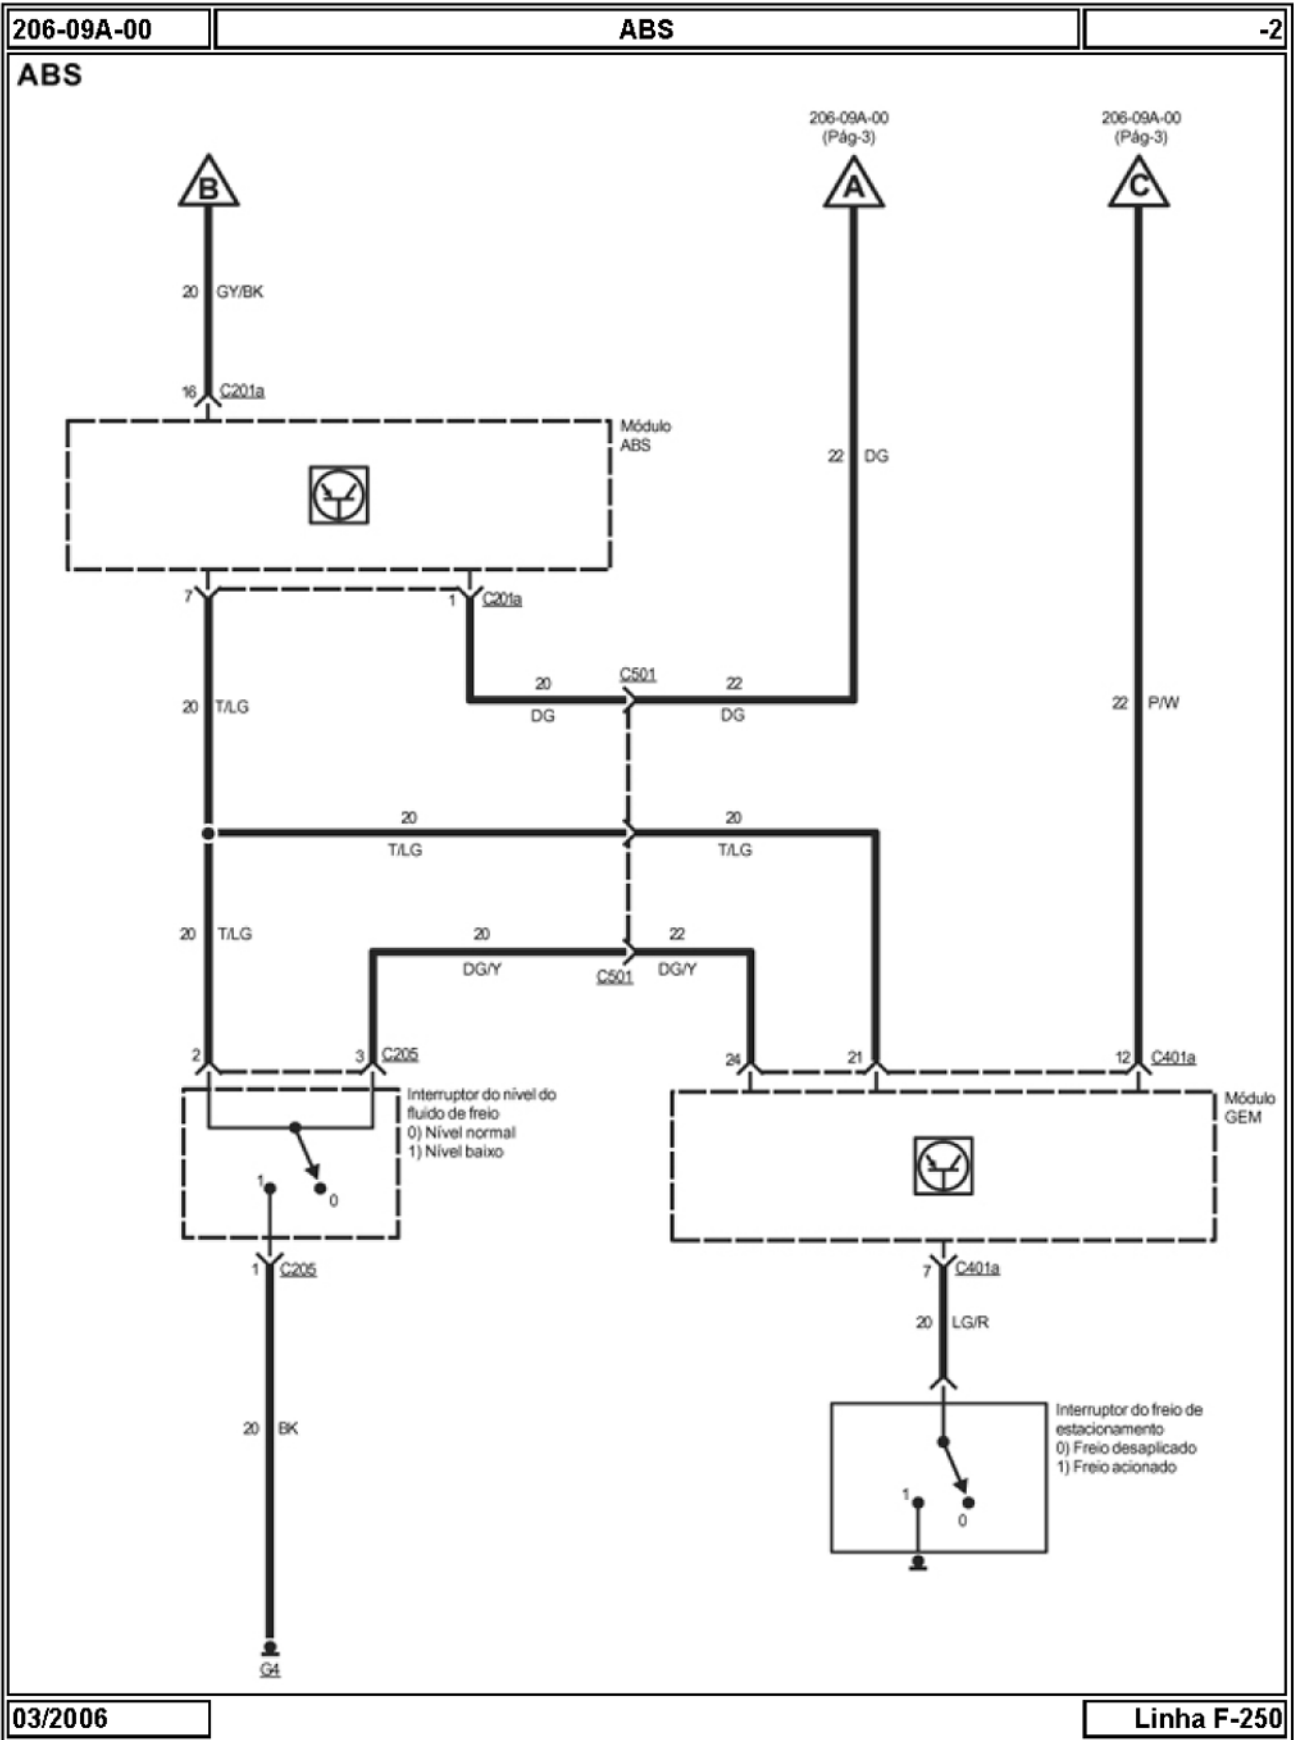 206-09A-00
ABS
-2
ABS
206-09A-00
(Pág-3)
206-09A-00
(Pág-3)
B
A
C
20 GY/BK
16 C201a
Módulo
ABS
22 DG
7
1 C201a
C501
20
22
DG
DG
20 T/LG
22 P/W
20
20
T/LG
T/LG
20 T/LG
20
22
DG/Y
C501
DG/Y
2
3 C205
24
21
12 C401a
Interruptor do nível do
fluido de freio
0) Nível normal
1) Nível baixo
Módulo
GEM
1
0
1 C205
7 C401a
20 LG/R
20 BK
Interruptor do freio de
estacionamento
0) Freio desaplicado
1) Freio acionado
1
0
G4
03/2006
Linha F-250